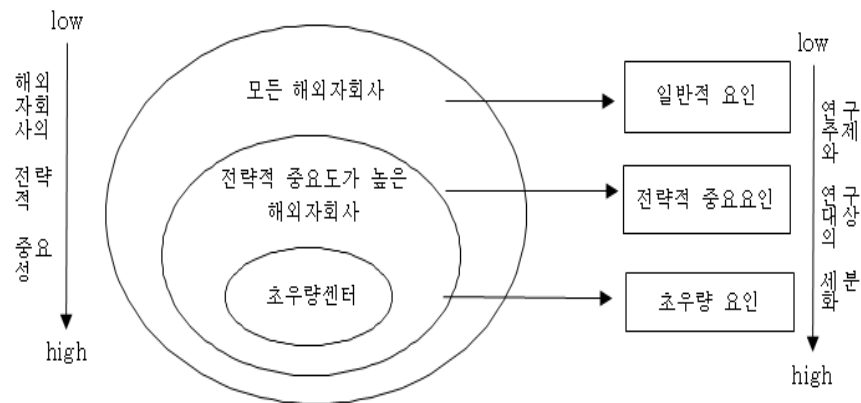 low
해외
자회
사의
전략
적
중요
성
high
모든 해외자회사
전략적 중요도가 높은
해외자회사
초우량센터
일반적 요인
전략적 중요요인
초우량 요인
low
연구
주제
와
연구
대상
의
세분
화
high